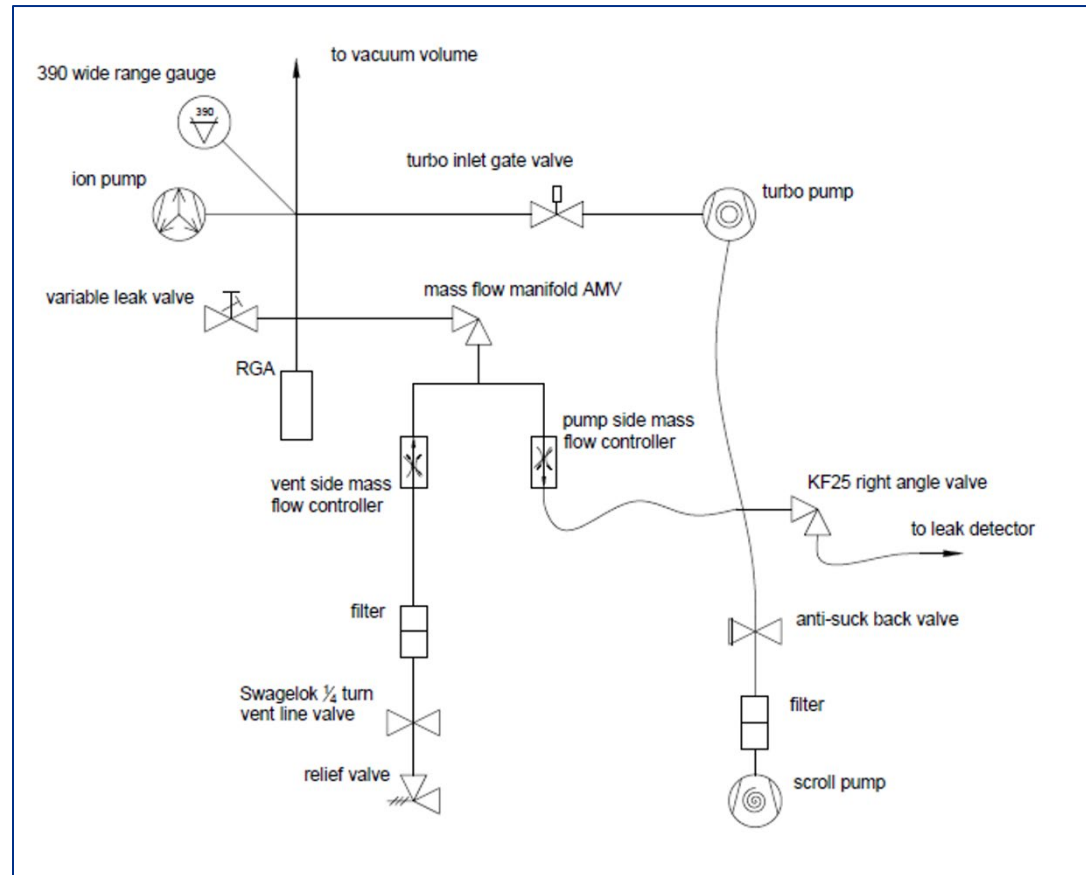 to vacuum volume
390 wide range gauge
390
turbo inlet gate valve
ion pump
turbo pump
variable leak valve
mass flow manifold AMV
RGA
pump side mass
flow controller
vent side mass
flow controller
KF25 right angle valve
to leak detector
filter
anti-suck back valve
Swagelok ¼ turn
vent line valve
filter
relief valve
scroll pump